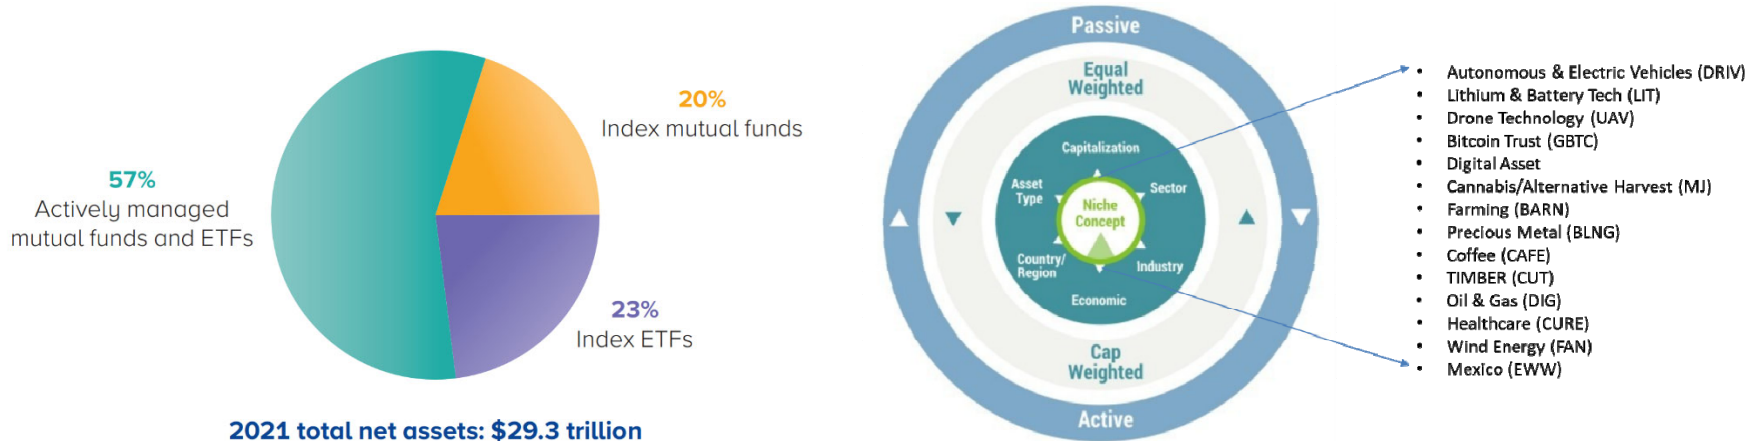 57%
Actively managed
mutual funds and ETFs
20%
Index mutual funds
23%
Index ETFs
2021 total net assets: $29.3 trillion
Passive
Equal
Weighted
Capitalization
Asset
Type
Sector
Niche
Concept
Country/
Region
Industry
Economic
Cap
Weighted
Active
• Autonomous & Electric Vehicles (DRIV)
• Lithium & Battery Tech (LIT)
• Drone Technology (UAV)
• Bitcoin Trust (GBTC)
• Digital Asset
• Cannabis/Alternative Harvest (MJ)
• Farming (BARN)
• Precious Metal (BLNG)
• Coffee (CAFE)
• TIMBER (CUT)
• Oil & Gas (DIG)
• Healthcare (CURE)
• Wind Energy (FAN)
• Mexico (EWW)